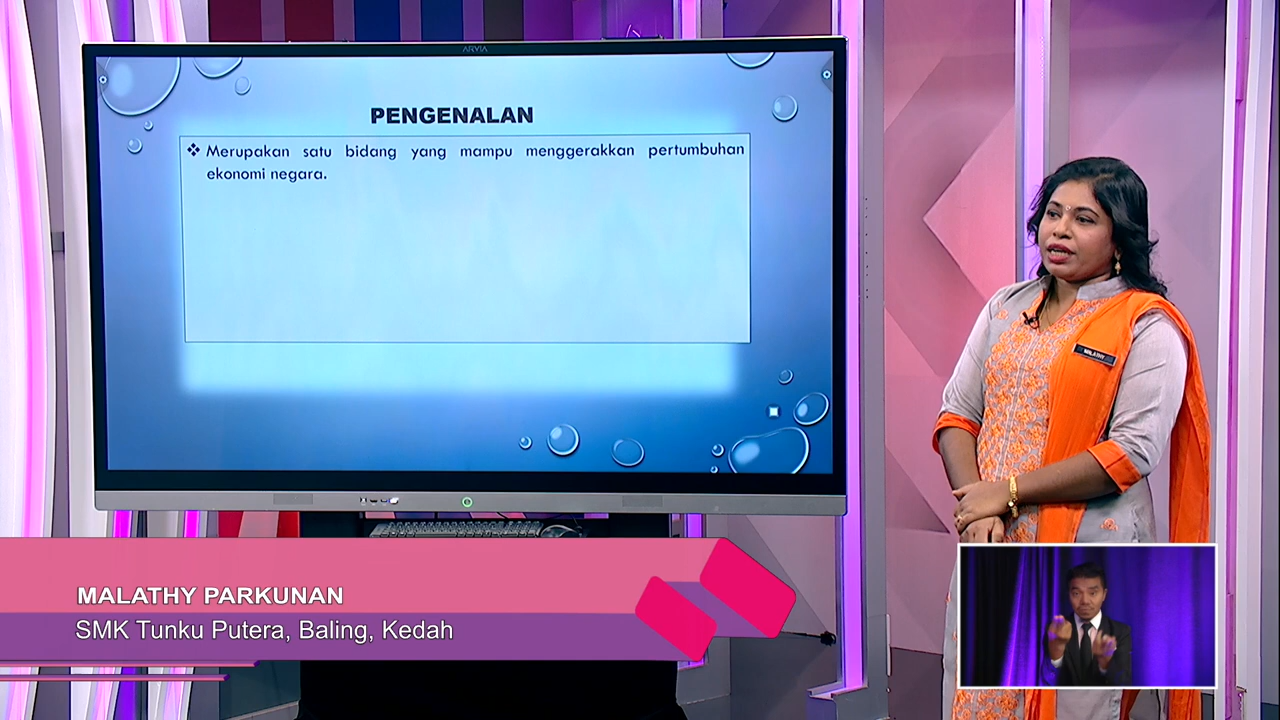 ARVIA
PENGENALAN
❖ Merupakan satu bidang yang mampu menggerakkan pertumbuhan
ekonomi negara.
MALATHY
MALATHY PARKUNAN
SMK Tunku Putera, Baling, Kedah